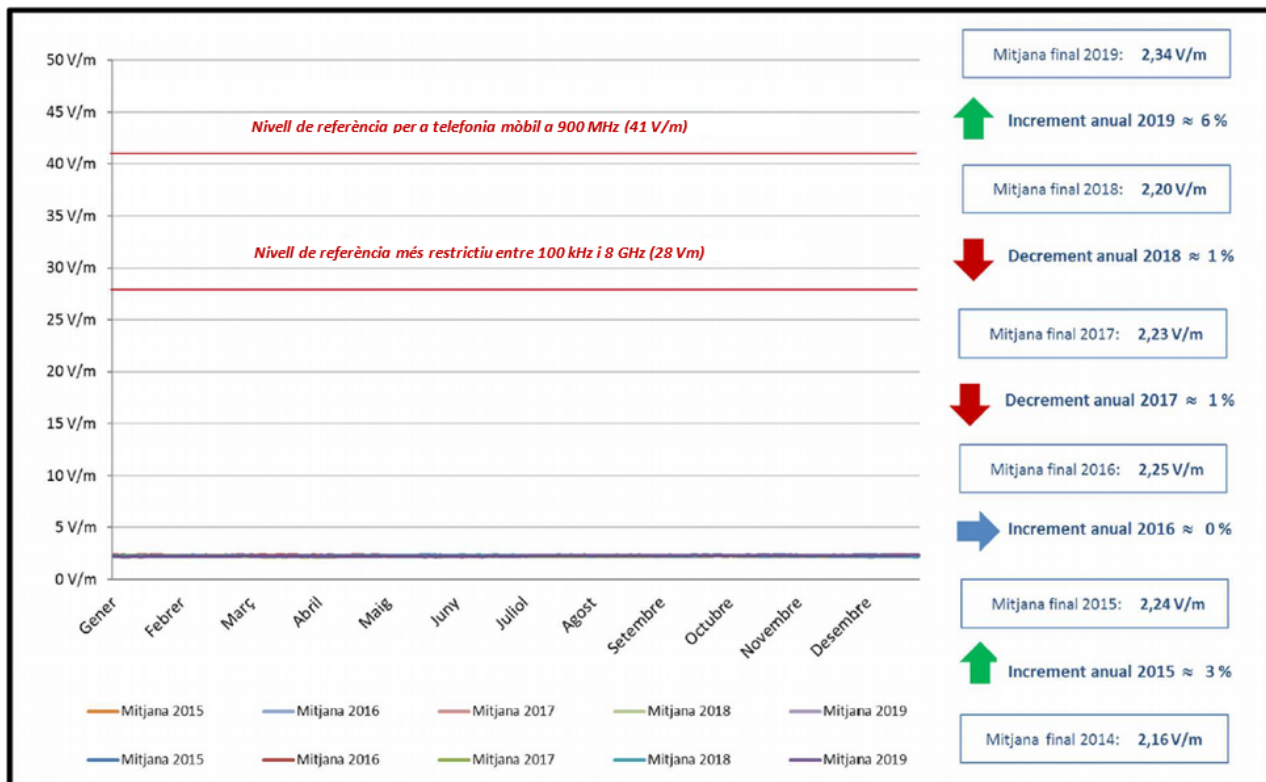 50 V/m
45 V/m
Nivell de referència per a telefonia mòbil a 900 MHz (41 V/m)
40 V/m
35 V/m
Nivell de referència més restrictiu entre 100 kHz i 8 GHz (28 Vm)
30 V/m
25 V/m
20 V/m
15 V/m
10 V/m
5 V/m
0 V/m
Gener
Febrer
Març
Abril
Maig
Juny
Juliol
Agost
Setembre
Octubre
Novembre
Desembre
Mitjana 2015
Mitjana 2016
Mitjana 2017
Mitjana 2018
Mitjana 2019
Mitjana 2015
Mitjana 2016
Mitjana 2017
Mitjana 2018
Mitjana 2019
Mitjana final 2019: 2,34 V/m
Increment anual 2019 ≈ 6 %
Mitjana final 2018: 2,20 V/m
Decrement anual 2018 ≈ 1 %
Mitjana final 2017: 2,23 V/m
Decrement anual 2017 ≈ 1 %
Mitjana final 2016: 2,25 V/m
Increment anual 2016 ≈ 0 %
Mitjana final 2015: 2,24 V/m
Increment anual 2015 ≈ 3 %
Mitjana final 2014: 2,16 V/m